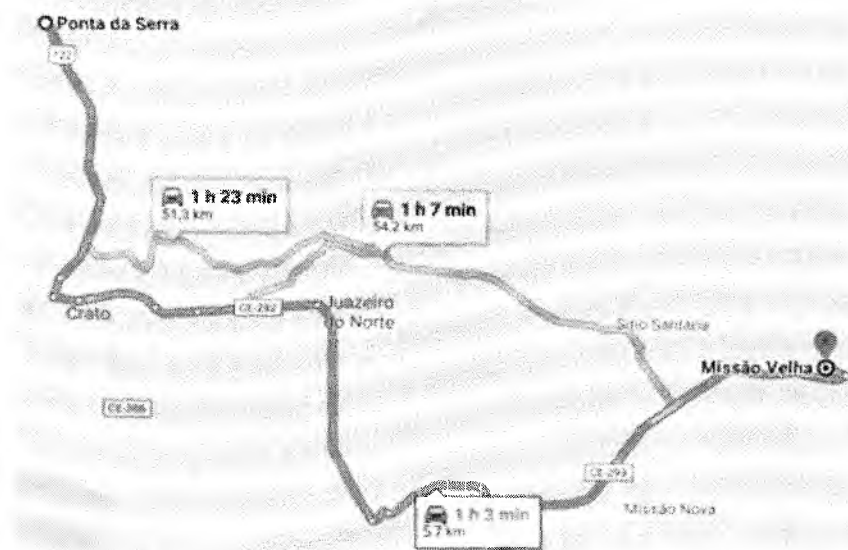 Ponta da Serra
122
1 h 23 min
51,3 km
1 h 7 min
54,2 km
Crato
CE-292
Juazeiro
do Norte
Sítio Santana
Missão Velha
CE-293
Missão Nova
1 h 3 min
57 km